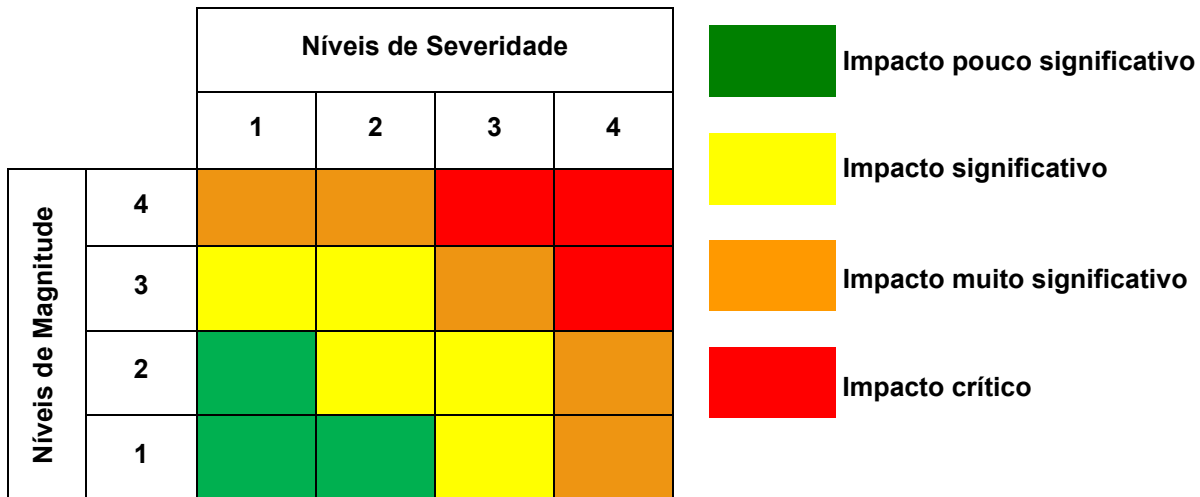 Níveis de Severidade
1 2 3 4
Níveis de Magnitude
4
3
2
1
Impacto pouco significativo
Impacto significativo
Impacto muito significativo
Impacto crítico